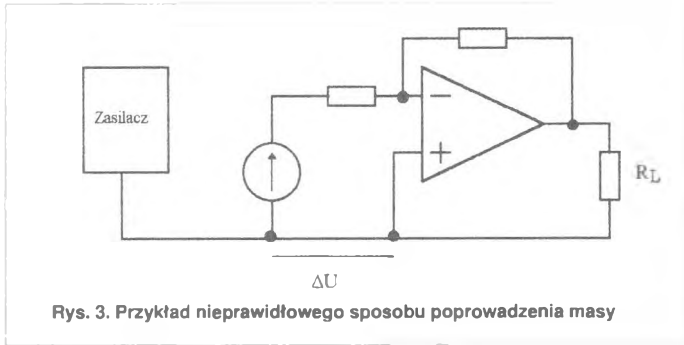 Zasilacz
−
+
RL
ΔU
Rys. 3. Przykład nieprawidłowego sposobu poprowadzenia masy